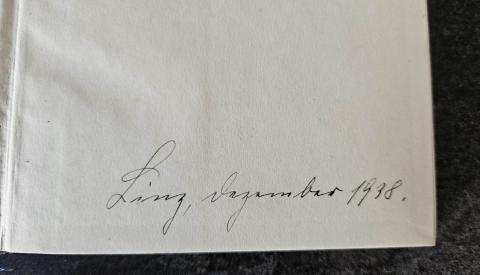 Linz, dezember 1938.